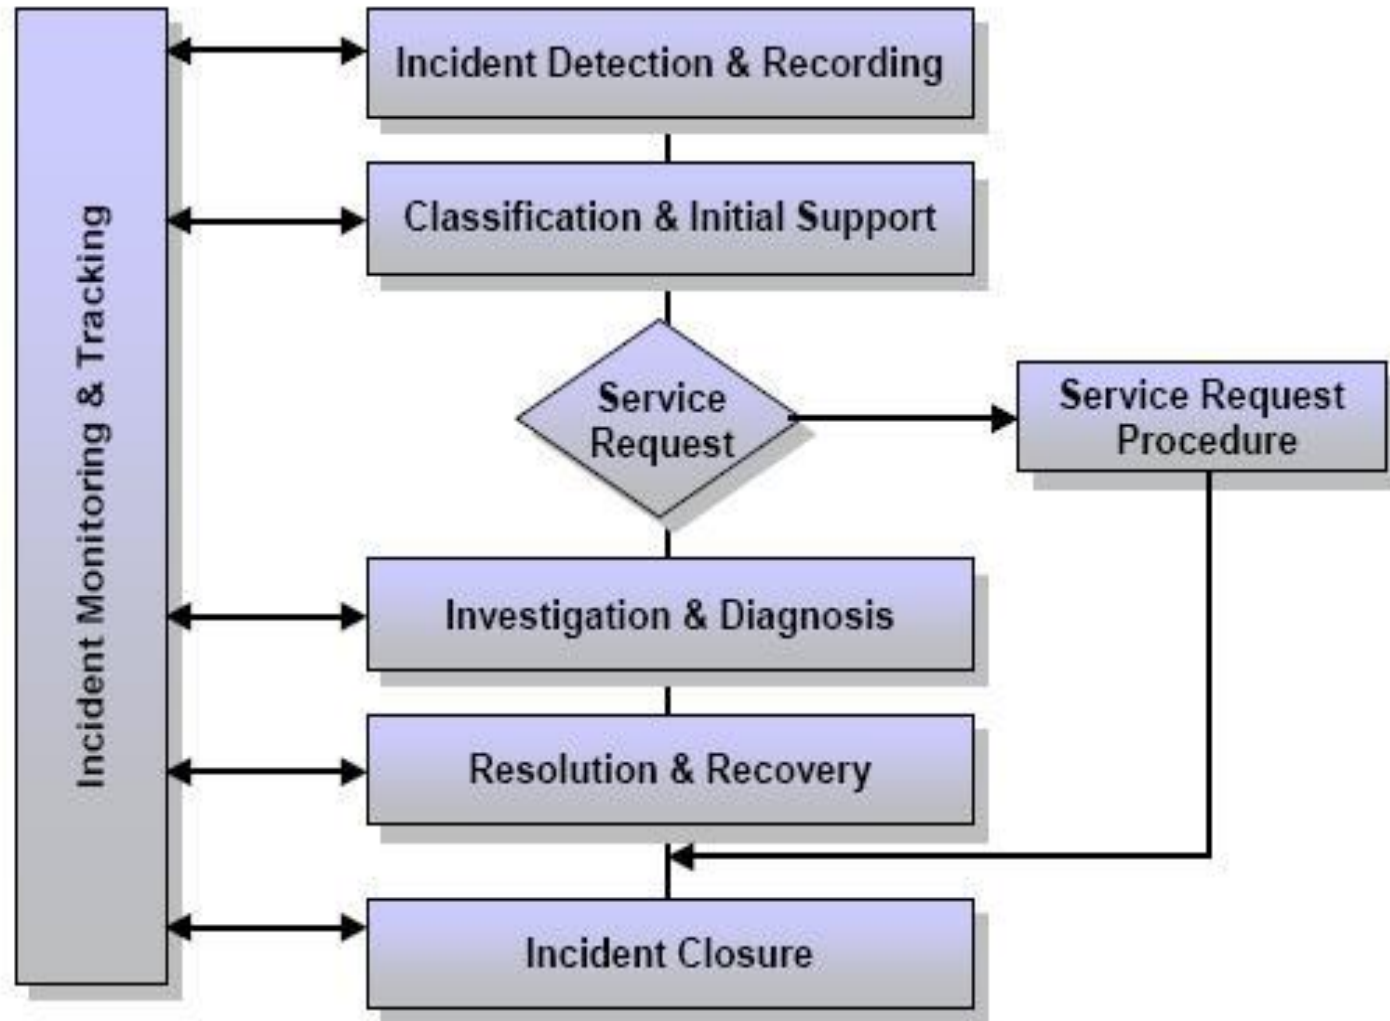 Incident Monitoring & Tracking
Incident Detection & Recording
Classification & Initial Support
Service
Request
Service Request
Procedure
Investigation & Diagnosis
Resolution & Recovery
Incident Closure